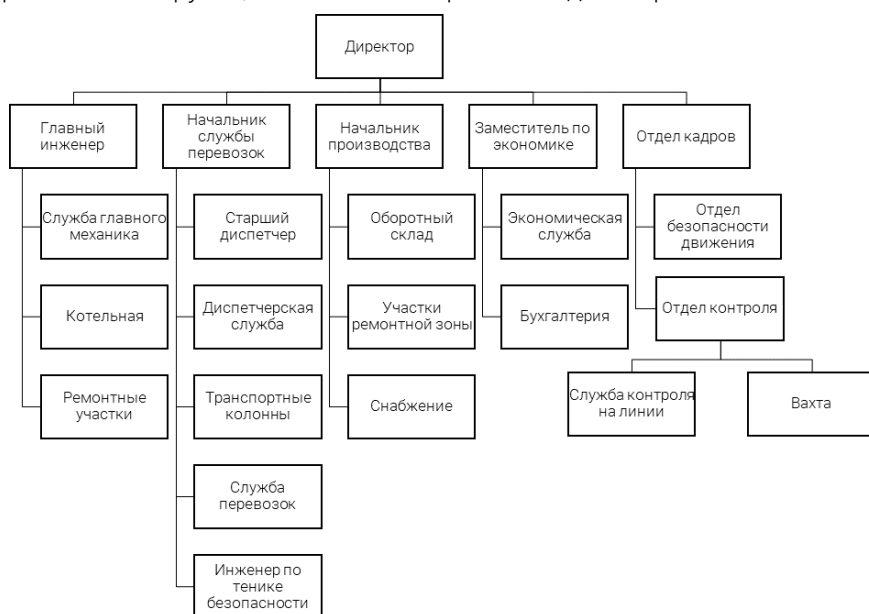 Директор
Главный
инженер
Начальник
службы
перевозок
Начальник
производства
Заместитель по
экономике
Отдел кадров
Служба главного
механика
Старший
диспетчер
Оборотный
склад
Экономическая
служба
Отдел
безопасности
движения
Котельная
Диспетчерская
служба
Участки
ремонтной зоны
Бухгалтерия
Отдел контроля
Ремонтные
участки
Транспортные
колонны
Снабжение
Служба контроля
на линии
Вахта
Служба
перевозок
Инженер по
тенике
безопасности